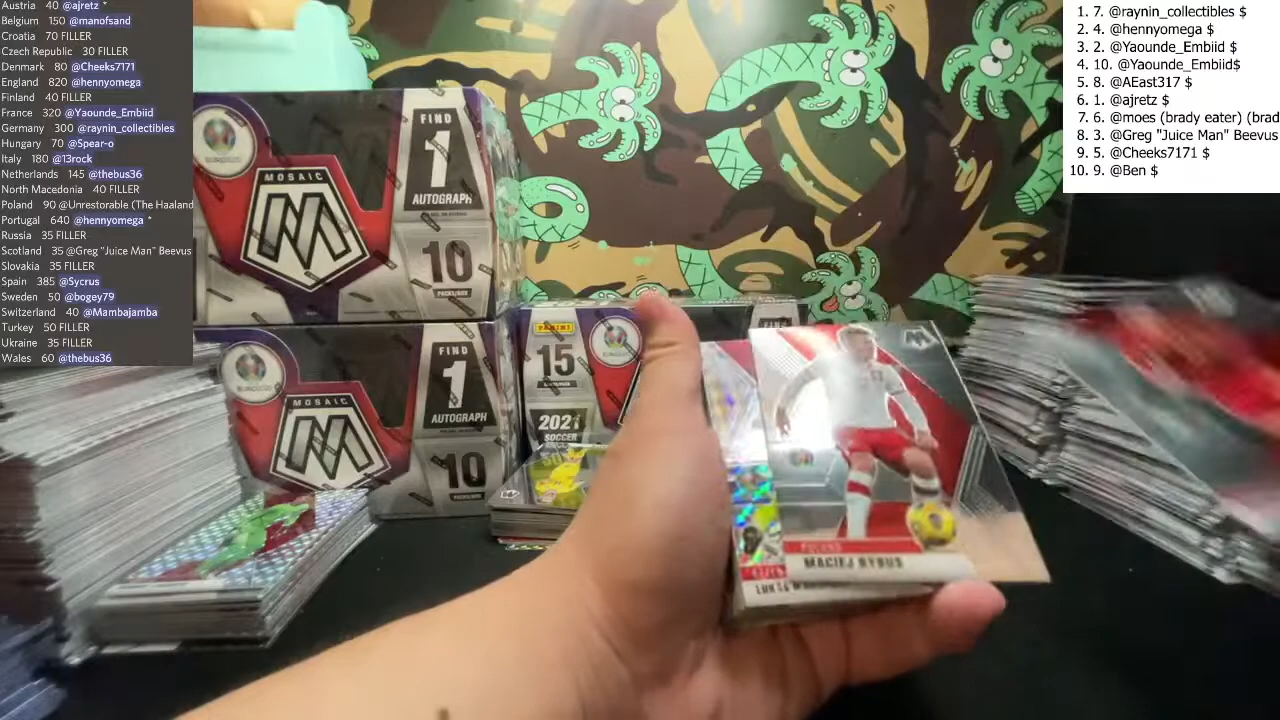 Austria 40 @ajretz *
Belgium 150 @manofsand
Croatia 70 FILLER
Czech Republic 30 FILLER
Denmark 80 @Cheeks7171
England 820 @hennyomega
Finland 40 FILLER
France 320 @Yaounde_Embiid
Germany 300 @raynin_collectibles
Hungary 70 @Spear-o
Italy 180 @13rock
Netherlands 145 @thebus36
North Macedonia 40 FILLER
Poland 90 @Unrestorable (The Haaland
Portugal 640 @hennyomega *
Russia 35 FILLER
Scotland 35 @Greg "Juice Man" Beevus
Slovakia 35 FILLER
Spain 385 @Sycrus
Sweden 50 @bogey79
Switzerland 40 @Mambajamba
Turkey 50 FILLER
Ukraine 35 FILLER
Wales 60 @thebus36
1. 7. @raynin_collectibles $
2. 4. @hennyomega $
3. 2. @Yaounde_Embiid $
4. 10. @Yaounde_Embiid$
5. 8. @AEast317 $
6. 1. @ajretz $
7. 6. @moes (brady eater) (brad
8. 3. @Greg "Juice Man" Beevus
9. 5. @Cheeks7171 $
10. 9. @Ben $
MOSAIC
FIND
1
AUTOGRAPH
10
PACKS/BOX
MOSAIC
FIND
1
AUTOGRAPH
10
PACKS/BOX
PANINI
15
2021
SOCCER
FIND
POLAND
MACIEJ RYBUS